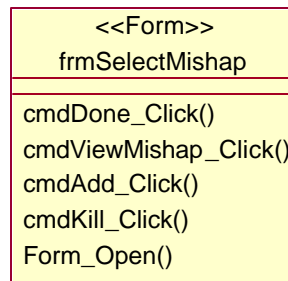 <<Form>>
frmSelectMishap
cmdDone_Click()
cmdViewMishap_Click()
cmdAdd_Click()
cmdKill_Click()
Form_Open()